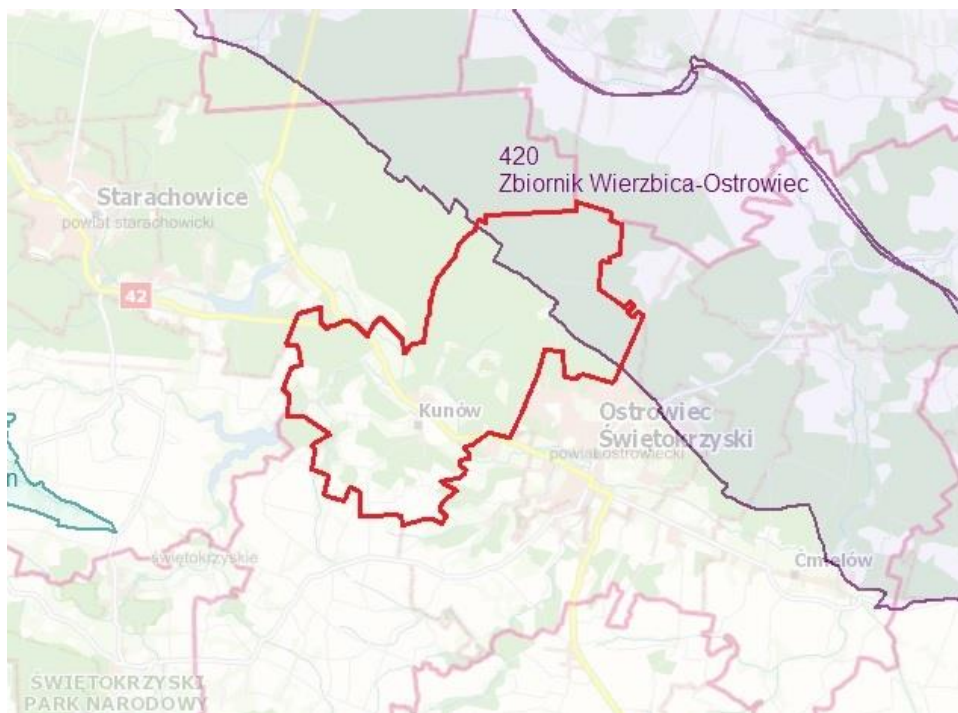 420
Zbiornik Wierzbica-Ostrowiec
Starachowice
powiat starachowicki
42
Kunów
Ostrowiec
Świętokrzyski
powiat ostrowiecki
n
świętokrzyskie
Ćmielów
ŚWIĘTOKRZYSKI
PARK NARODOWY